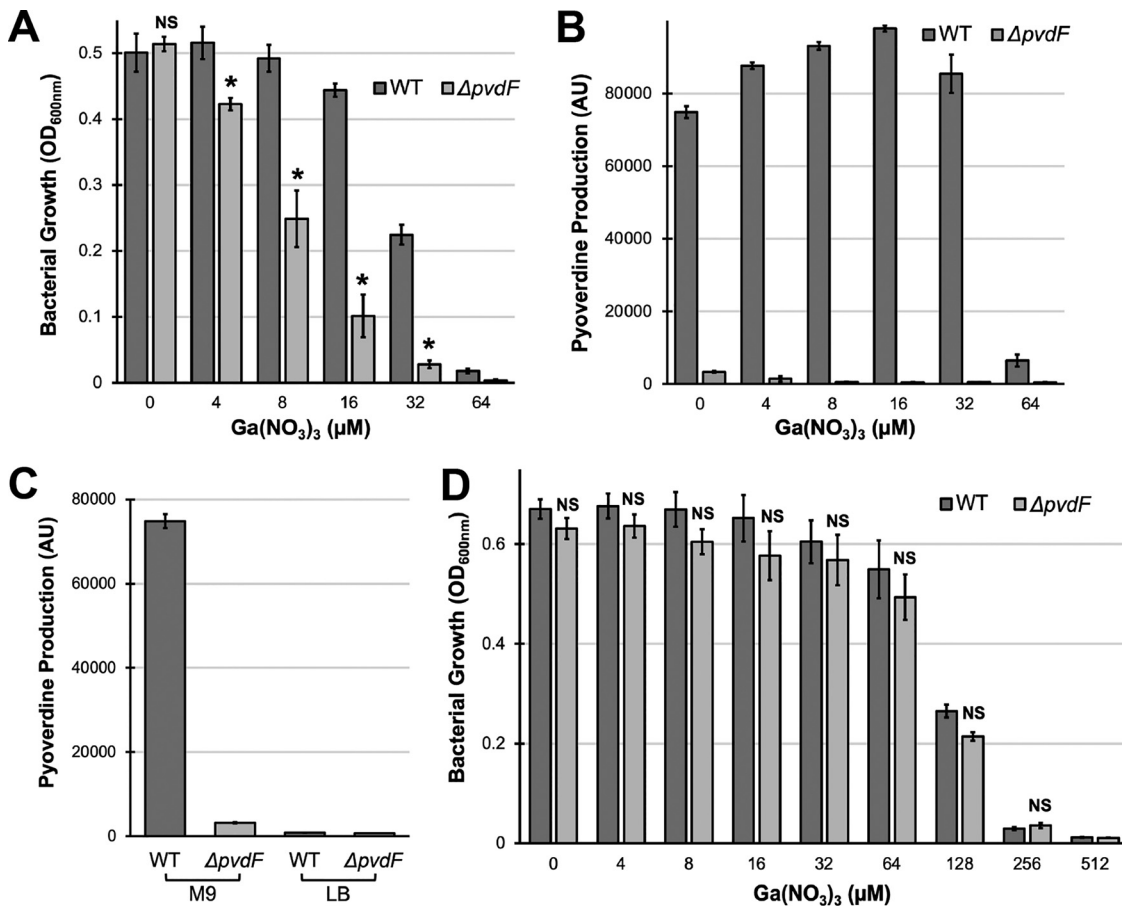 A
Bacterial Growth (OD600nm)
0.5
0.4
0.3
0.2
0.1
0
NS
*
*
*
*
WT ΔpvdF
0 4 8 16 32 64
Ga(NO3)3 (µM)
B
Pyoverdine Production (AU)
80000
60000
40000
20000
0
WT ΔpvdF
0 4 8 16 32 64
Ga(NO3)3 (µM)
C
Pyoverdine Production (AU)
80000
60000
40000
20000
0
WT ΔpvdF WT ΔpvdF
M9 LB
D
Bacterial Growth (OD600nm)
0.6
0.4
0.2
0
NS NS NS NS NS NS NS NS
WT ΔpvdF
0 4 8 16 32 64 128 256 512
Ga(NO3)3 (µM)